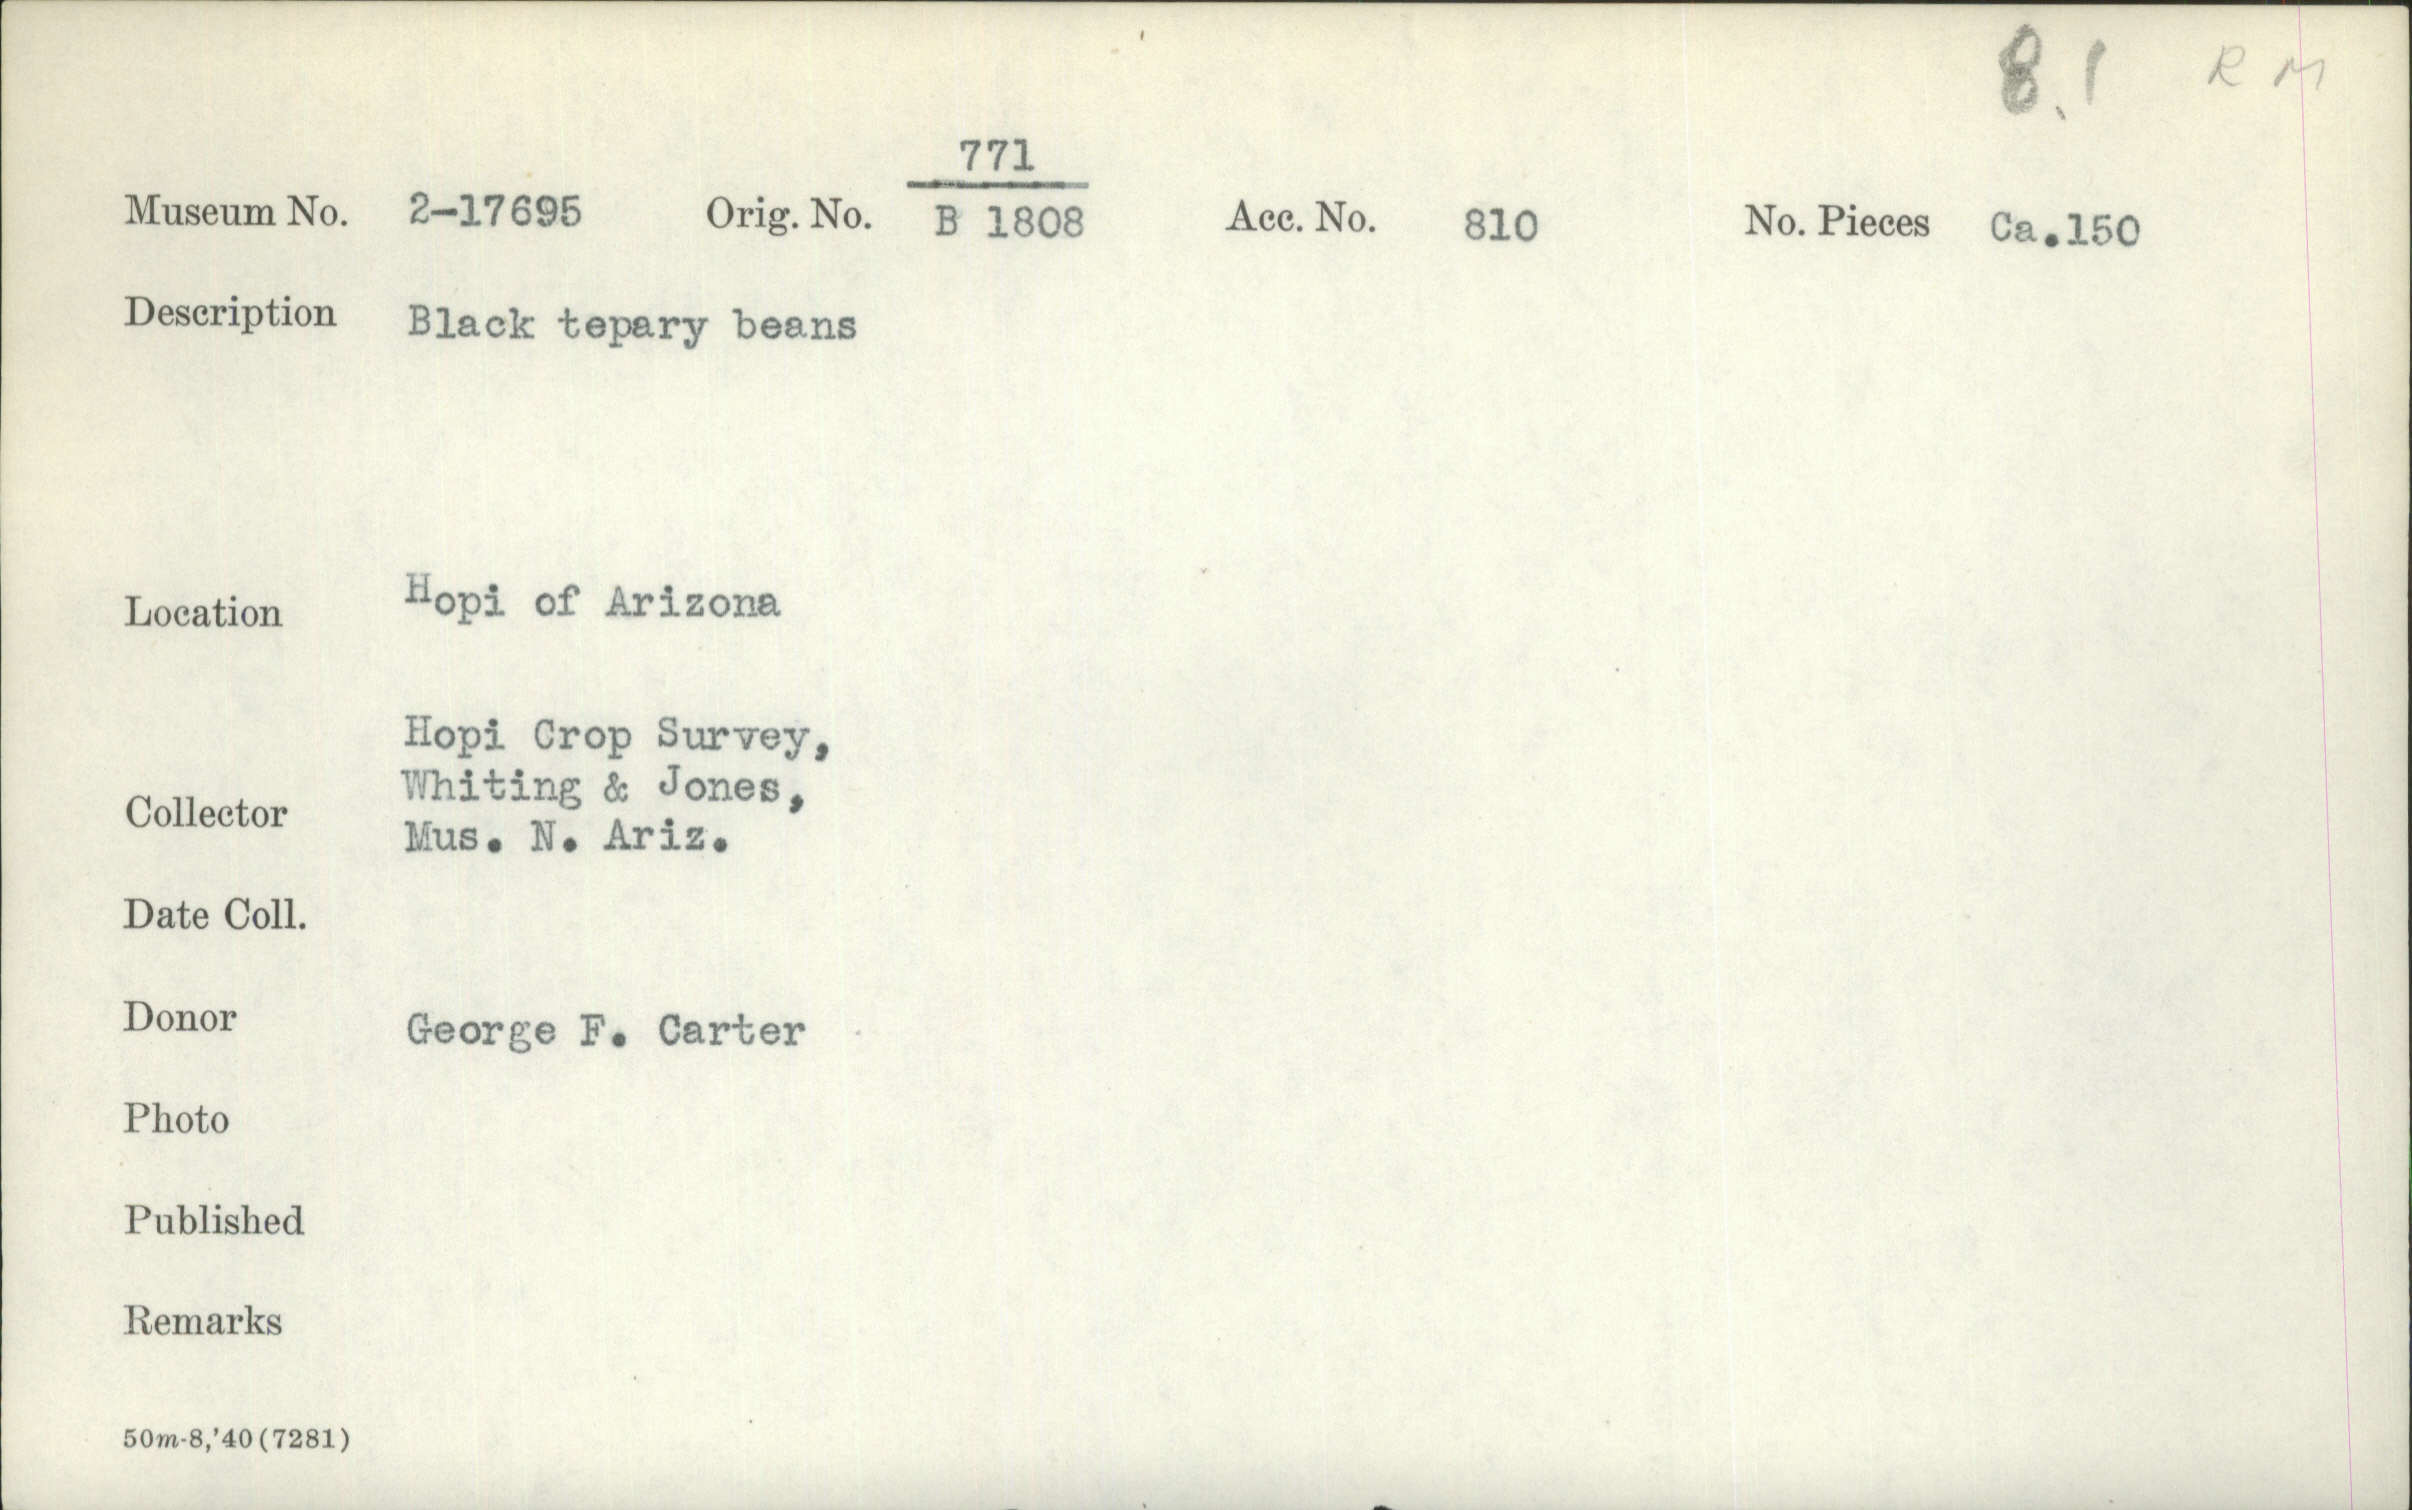 8.1 R M
771
Museum No. 2-17695 Orig. No. B 1808 Acc. No. 810 No. Pieces Ca.150
Description Black tepary beans
Location Hopi of Arizona
Hopi Crop Survey,
Whiting & Jones,
Collector Mus. N. Ariz.
Date Coll.
Donor George F. Carter
Photo
Published
Remarks
50m-8,'40(7281)